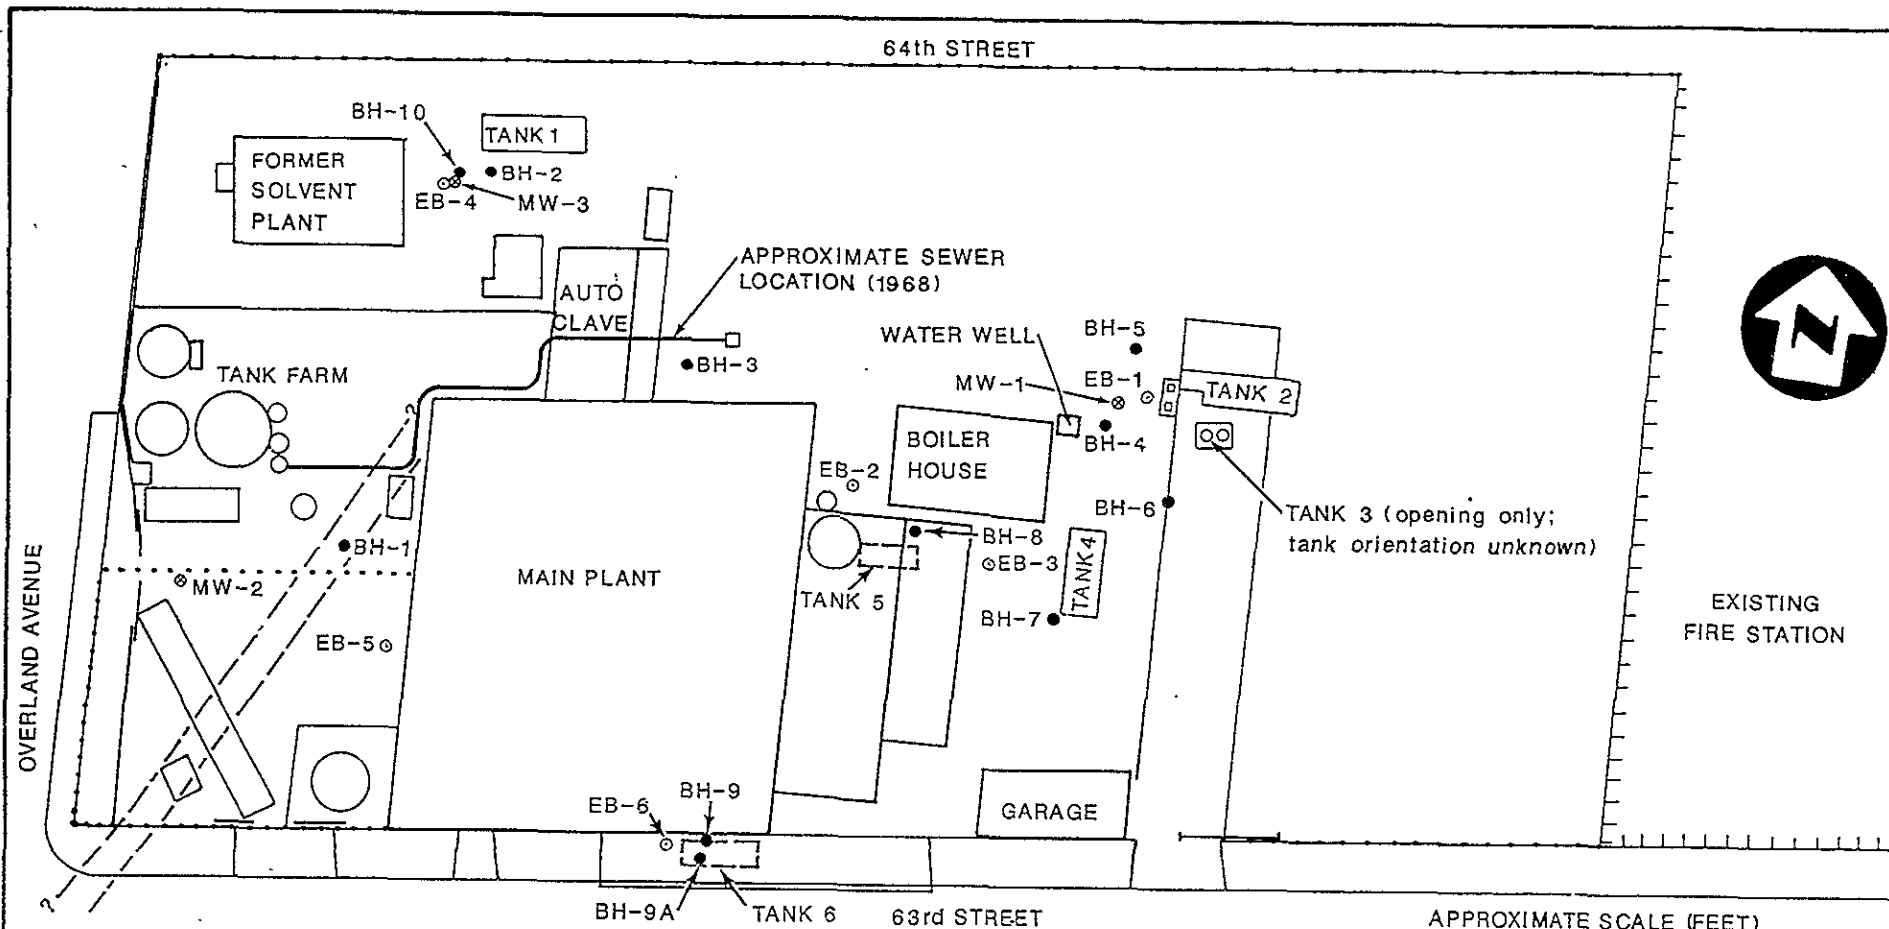 64th STREET
BH-10
TANK 1
FORMER
SOLVENT
PLANT
BH-2
EB-4
MW-3
APPROXIMATE SEWER
LOCATION (1968)
AUTO
CLAVE
WATER WELL
BH-5
BH-3
TANK FARM
MW-1
EB-1
TANK 2
BOILER
HOUSE
BH-4
EB-2
BH-6
TANK 3 (opening only;
tank orientation unknown)
BH-1
BH-8
EB-3
TANK 4
MW-2
MAIN PLANT
TANK 5
BH-7
EB-5
EXISTING
FIRE STATION
OVERLAND AVENUE
GARAGE
EB-6
BH-9
BH-9A
TANK 6
63rd STREET
APPROXIMATE SCALE (FEET)
N
?
?
?